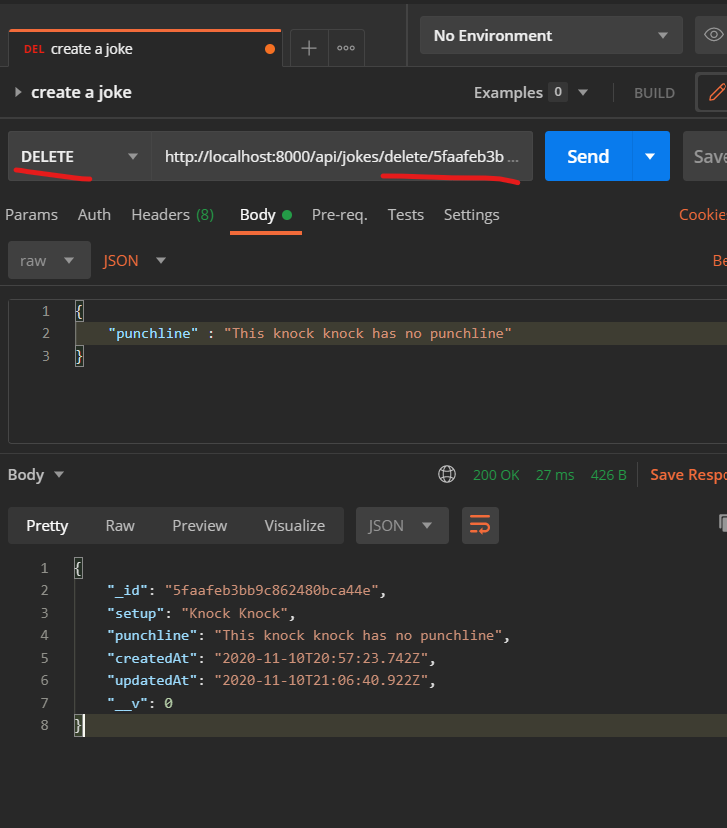 DEL create a joke
No Environment
create a joke
Examples 0
BUILD
DELETE
http://localhost:8000/api/jokes/delete/5faafeb3b ...
Send
Save
Params Auth Headers (8) Body Pre-req. Tests Settings
Cookie
raw JSON
Be
1 {
2 "punchline" : "This knock knock has no punchline"
3 }
Body
200 OK 27 ms 426 B
Save Respo
Pretty Raw Preview Visualize JSON
1 {
2 "_id": "5faafeb3bb9c862480bca44e",
3 "setup": "Knock Knock",
4 "punchline": "This knock knock has no punchline",
5 "createdAt": "2020-11-10T20:57:23.742Z",
6 "updatedAt": "2020-11-10T21:06:40.922Z",
7 "__v": 0
8 }